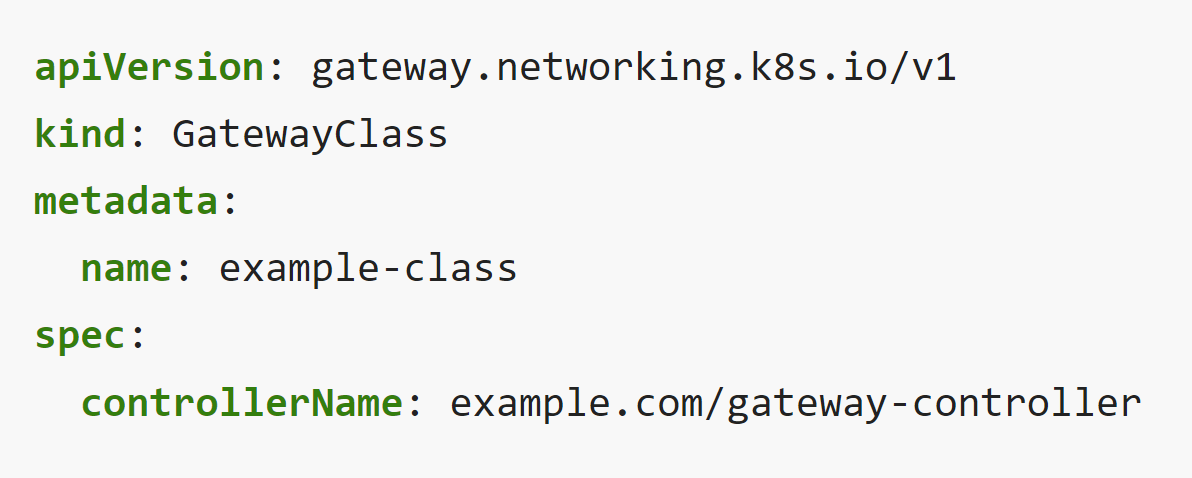 apiVersion: gateway.networking.k8s.io/v1
kind: GatewayClass
metadata:
  name: example-class
spec:
  controllerName: example.com/gateway-controller